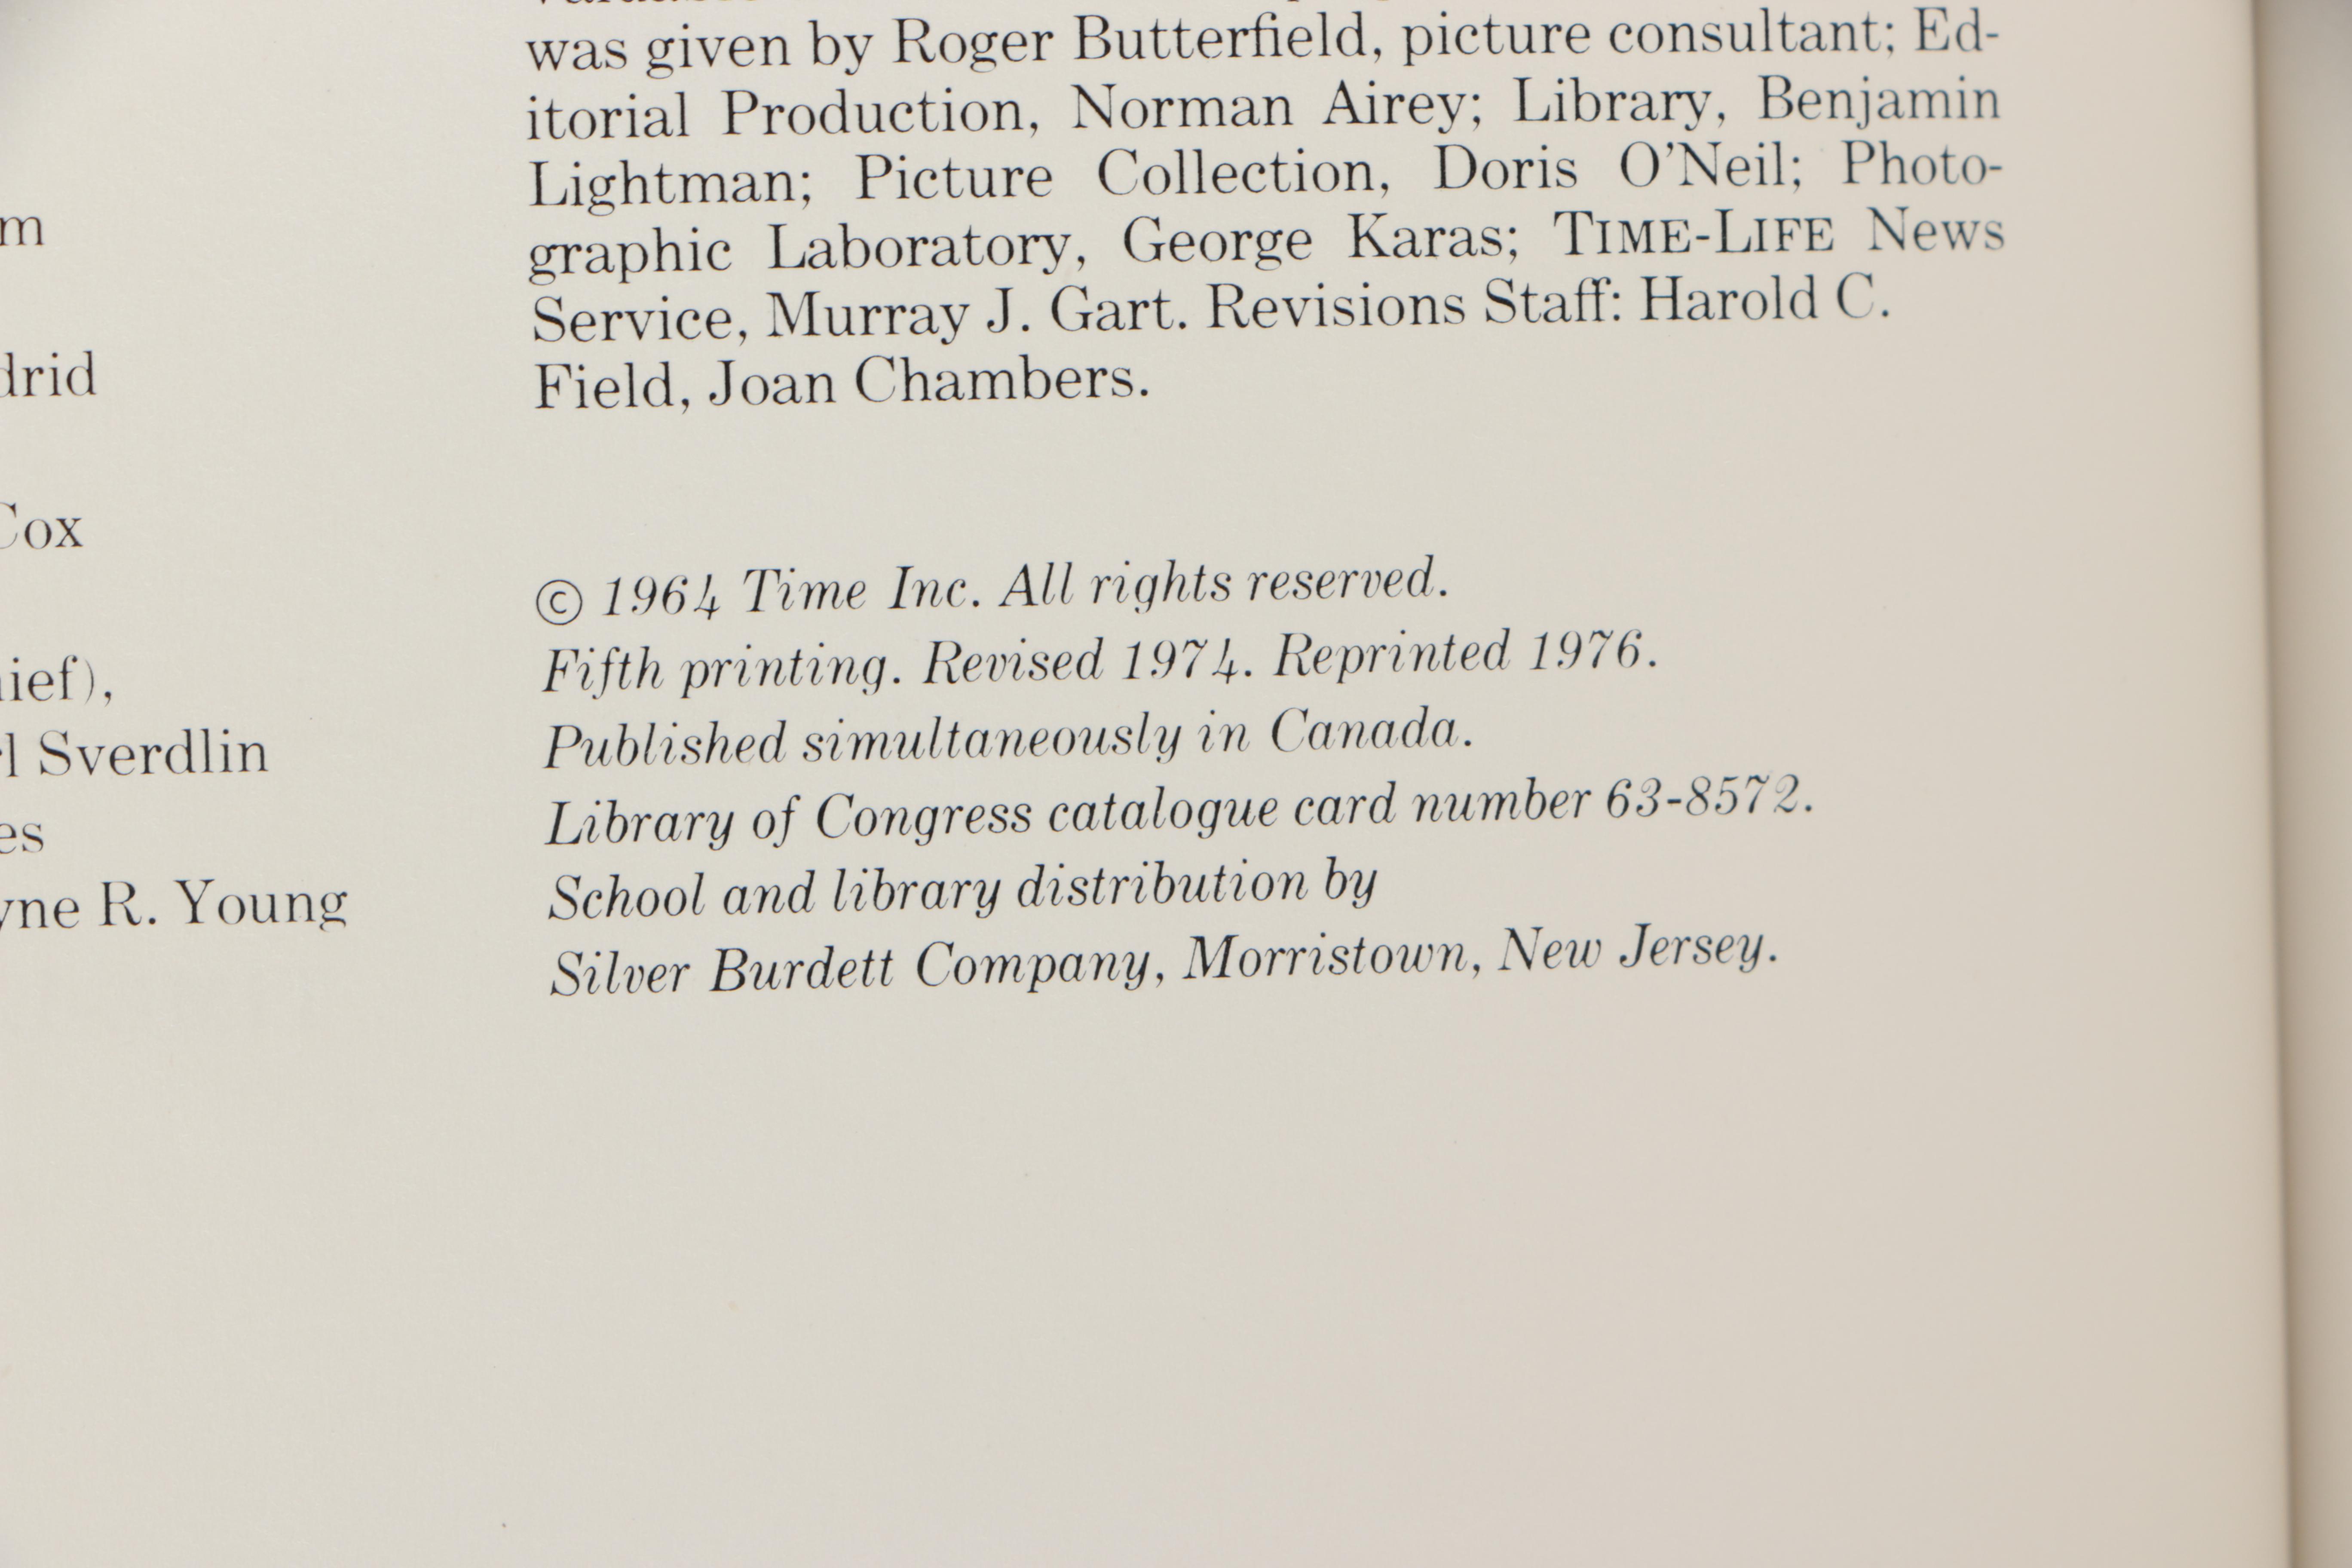 was given by Roger Butterfield, picture consultant; Ed-
itorial Production, Norman Airey; Library, Benjamin
Lightman; Picture Collection, Doris O'Neil; Photo-
graphic Laboratory, George Karas; TIME-LIFE News
Service, Murray J. Gart. Revisions Staff: Harold C.
Field, Joan Chambers.
© 1964 Time Inc. All rights reserved.
Fifth printing. Revised 1974. Reprinted 1976.
Published simultaneously in Canada.
Library of Congress catalogue card number 63-8572.
School and library distribution by
Silver Burdett Company, Morristown, New Jersey.
m
drid
Cox
hief),
l Sverdlin
es
yne R. Young